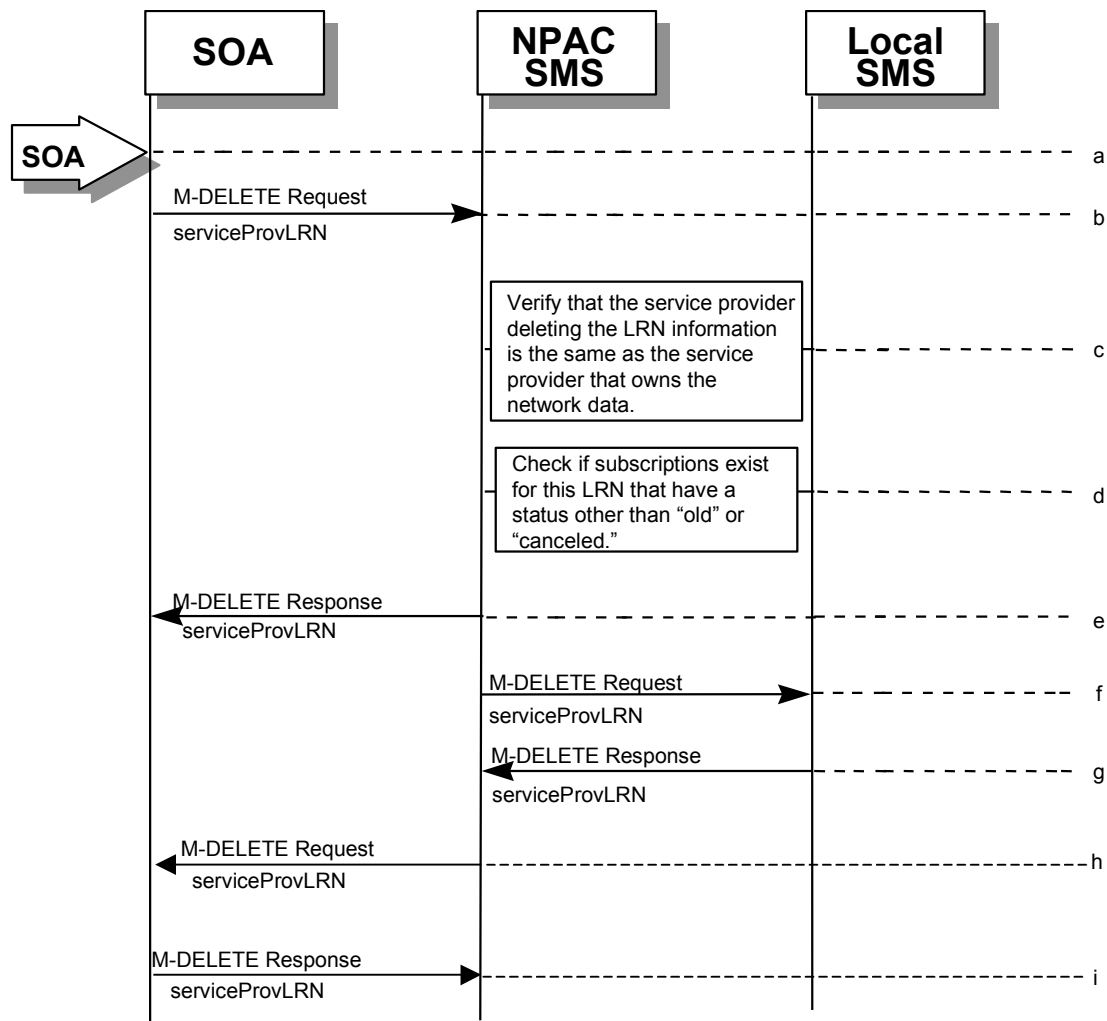 SOA
NPAC
SMS
Local
SMS
SOA
a
M-DELETE Request
serviceProvLRN
b
Verify that the service provider
deleting the LRN information
is the same as the service
provider that owns the
network data.
c
Check if subscriptions exist
for this LRN that have a
status other than “old” or
“canceled.”
d
M-DELETE Response
serviceProvLRN
e
M-DELETE Request
serviceProvLRN
f
M-DELETE Response
serviceProvLRN
g
M-DELETE Request
serviceProvLRN
h
M-DELETE Response
serviceProvLRN
i